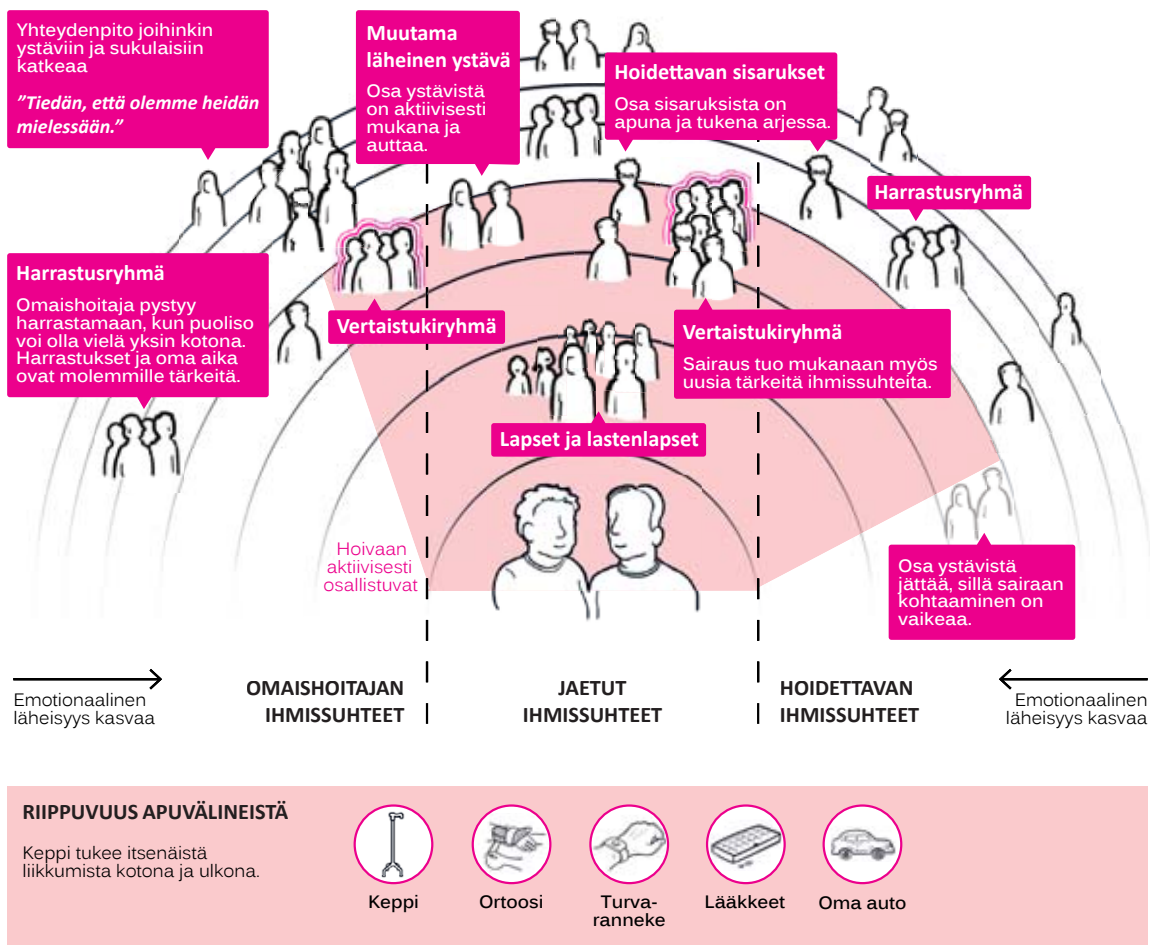 Yhteydenpito joihinkin
ystäviin ja sukulaisiin
katkeaa
”Tiedän, että olemme heidän
mielessään.”
Muutama
läheinen ystävä
Osa ystävistä
on aktiivisesti
mukana ja
auttaa.
Hoidettavan sisarukset
Osa sisaruksista on
apuna ja tukena arjessa.
Harrastusryhmä
Harrastusryhmä
Omaishoitaja pystyy
harrastamaan, kun puoliso
voi olla vielä yksin kotona.
Harrastukset ja oma aika
ovat molemmille tärkeitä.
Vertaistukiryhmä
Vertaistukiryhmä
Sairaus tuo mukanaan myös
uusia tärkeitä ihmissuhteita.
Lapset ja lastenlapset
Hoivaan
aktiivisesti
osallistuvat
Osa ystävistä
jättää, sillä sairaan
kohtaaminen on
vaikeaa.
Emotionaalinen
läheisyys kasvaa
OMAISHOITAJAN
IHMISSUHTEET
JAETUT
IHMISSUHTEET
HOIDETTAVAN
IHMISSUHTEET
Emotionaalinen
läheisyys kasvaa
RIIPPUVUUS APUVÄLINEISTÄ
Keppi tukee itsenäistä
liikkumista kotona ja ulkona.
Keppi
Ortoosi
Turva-
ranneke
Lääkkeet
Oma auto